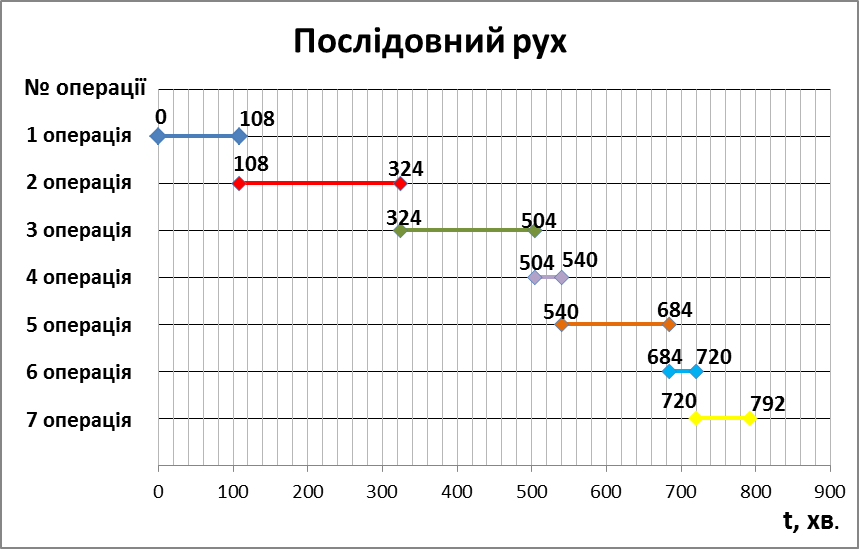 Послідовний рух
№ операції
0
108
1 операція
108
324
2 операція
324
504
3 операція
504
540
4 операція
540
684
5 операція
684
720
6 операція
720
792
7 операція
0 100 200 300 400 500 600 700 800 900
t, хв.